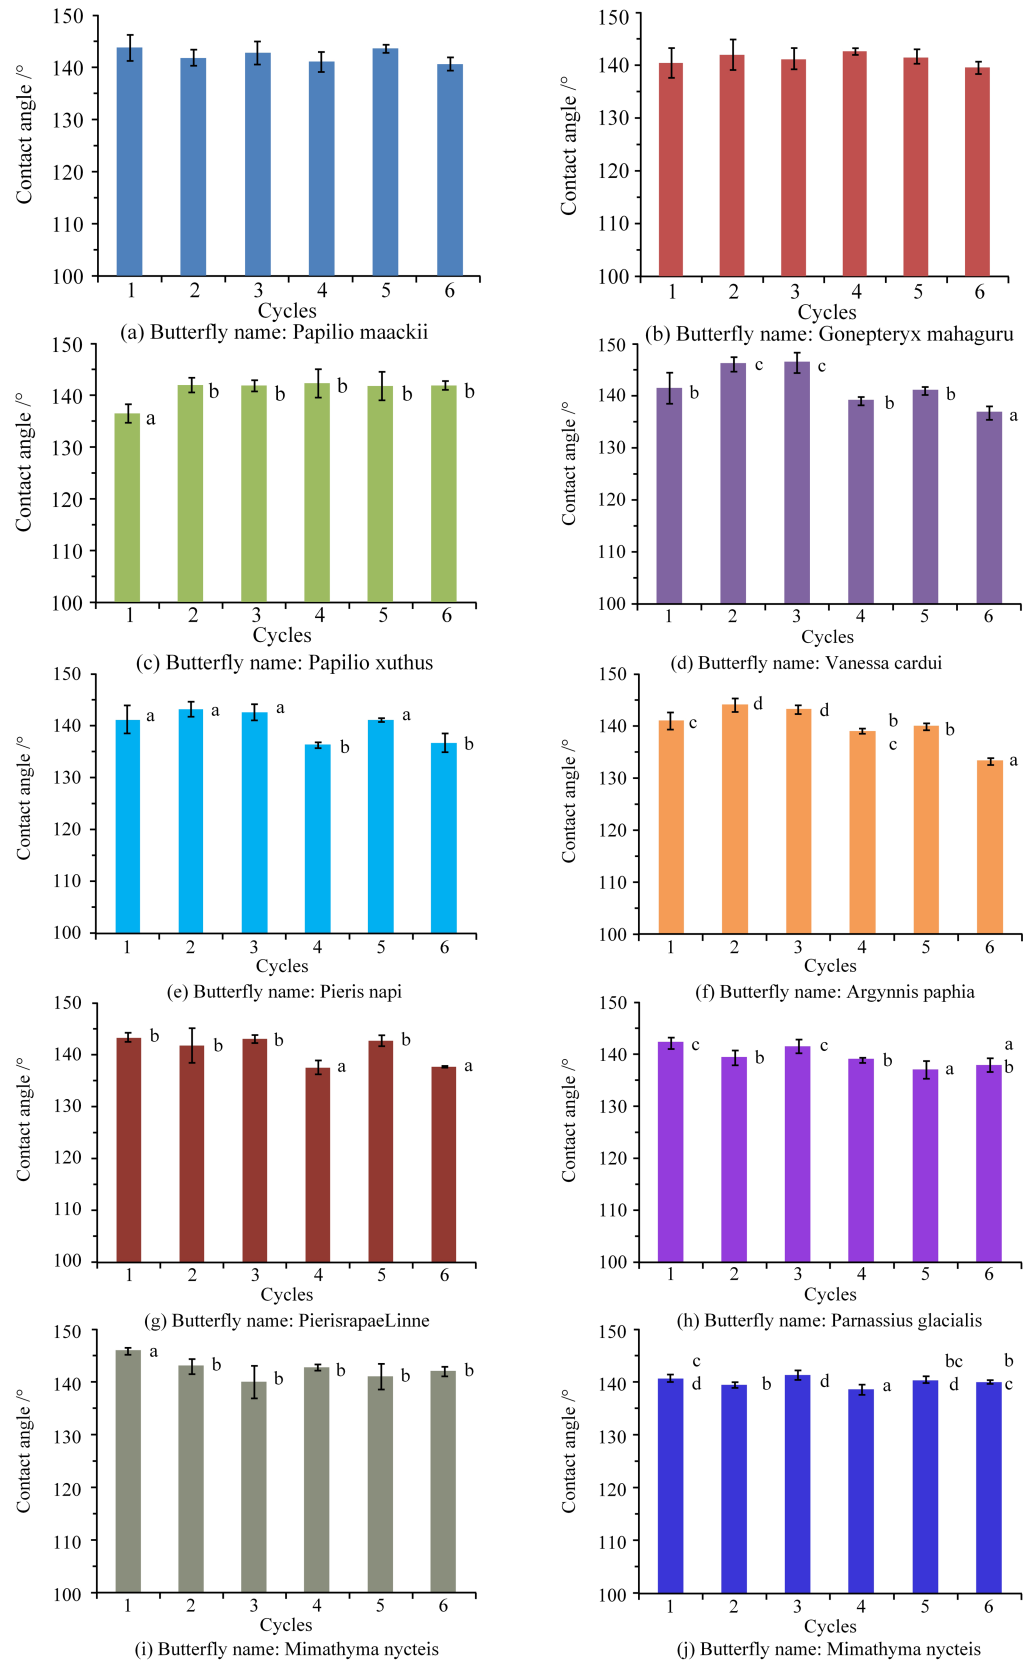 150
140
130
120
110
100
Contact angle /°
1 2 3 4 5 6
Cycles
(a) Butterfly name: Papilio maackii
150
140
130
120
110
100
Contact angle /°
1 2 3 4 5 6
Cycles
(b) Butterfly name: Gonepteryx mahaguru
150
140
130
120
110
100
Contact angle /°
a b b b b b
1 2 3 4 5 6
Cycles
(c) Butterfly name: Papilio xuthus
150
140
130
120
110
100
Contact angle /°
b c c b b a
1 2 3 4 5 6
Cycles
(d) Butterfly name: Vanessa cardui
150
140
130
120
110
100
Contact angle /°
a a a b a b
1 2 3 4 5 6
Cycles
(e) Butterfly name: Pieris napi
150
140
130
120
110
100
Contact angle /°
c d d b b a
c
1 2 3 4 5 6
Cycles
(f) Butterfly name: Argynnis paphia
150
140
130
120
110
100
Contact angle /°
b b b a b a
1 2 3 4 5 6
Cycles
(g) Butterfly name: PierisrapaeLinne
150
140
130
120
110
100
Contact angle /°
a
c b c b a b
1 2 3 4 5 6
Cycles
(h) Butterfly name: Parnassius glacialis
150
140
130
120
110
100
Contact angle /°
a b b b b b
1 2 3 4 5 6
Cycles
(i) Butterfly name: Mimathyma nycteis
150
140
130
120
110
100
Contact angle /°
c bc b
d b d a d c
1 2 3 4 5 6
Cycles
(j) Butterfly name: Mimathyma nycteis